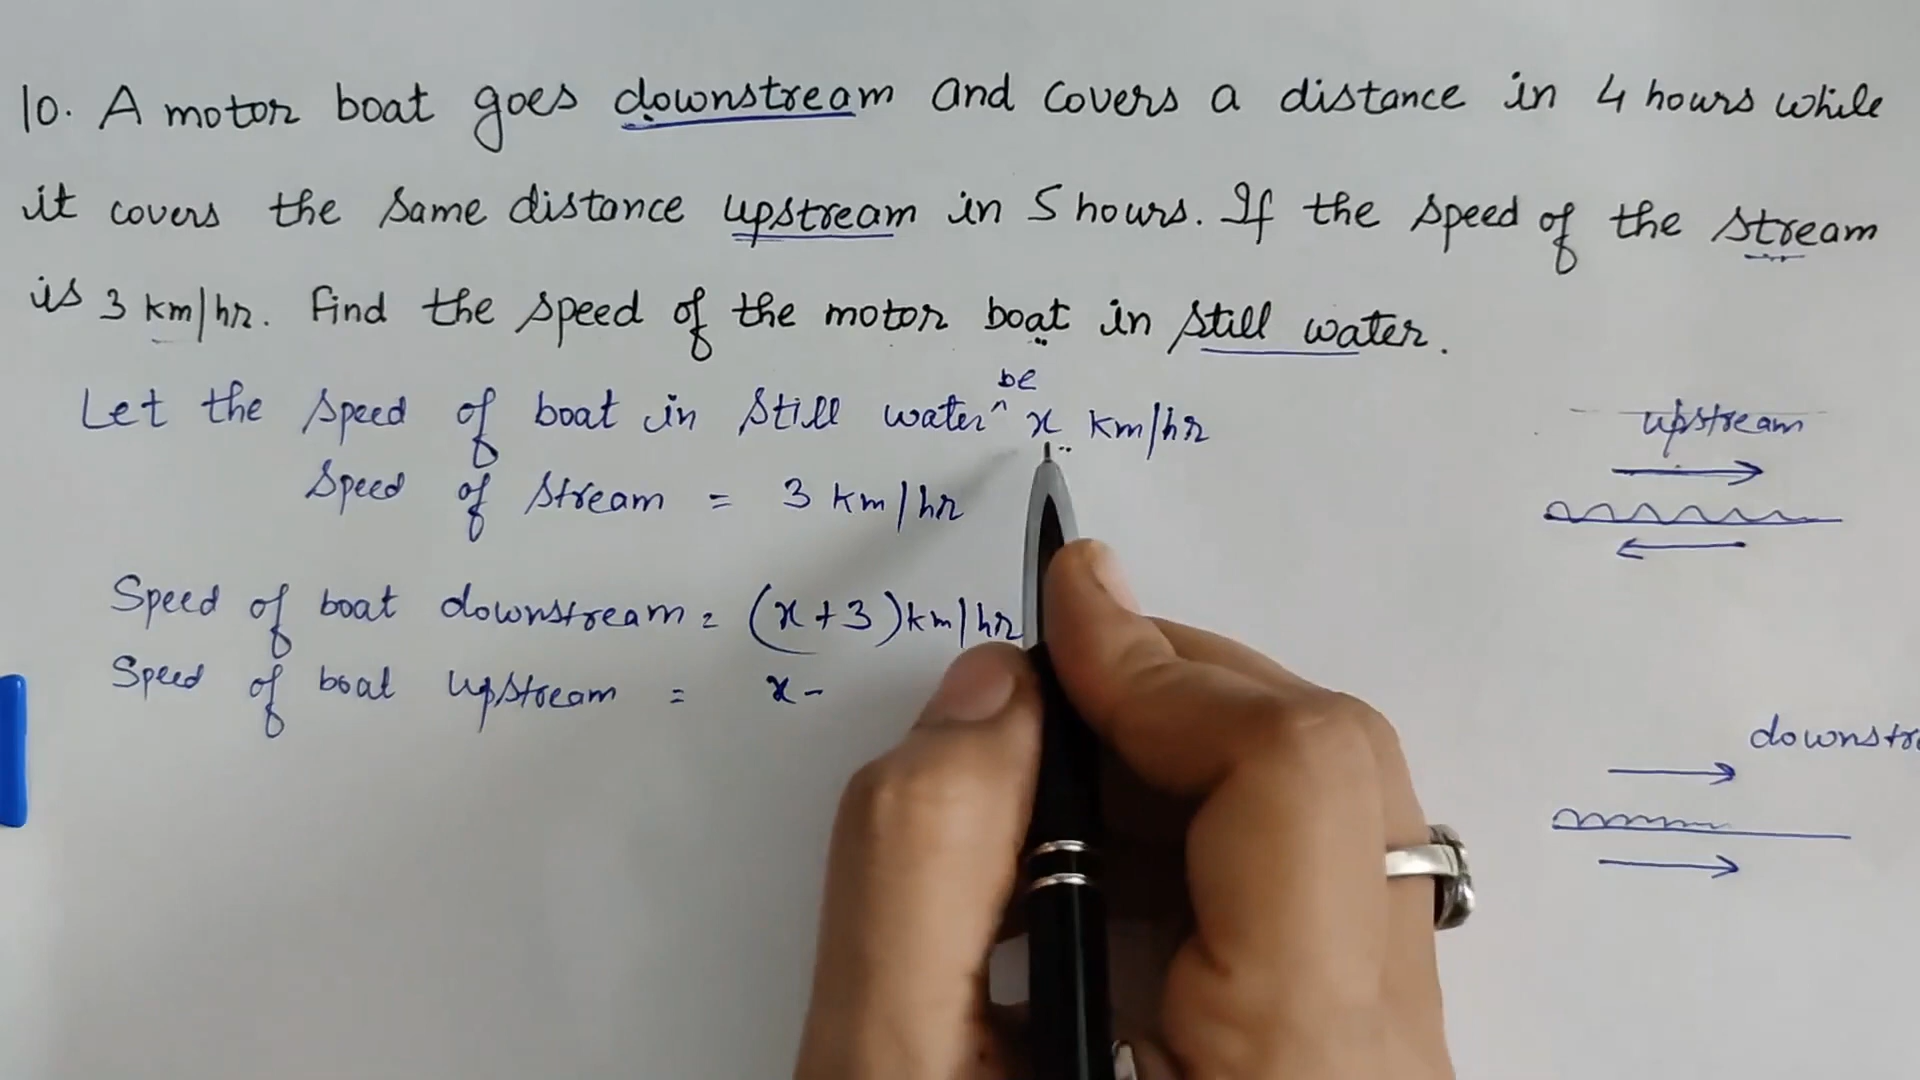 10. A motor boat goes downstream and covers a distance in 4 hours while
it covers the same distance upstream in 5 hours. If the speed of the stream
is 3 km/hr. Find the speed of the motor boat in still water.
Let the speed of boat in still water ^be x km/hr
Speed of stream = 3 km/hr
Speed of boat downstream = (x+3) km/hr
Speed of boat upstream = x-
upstream
downstre